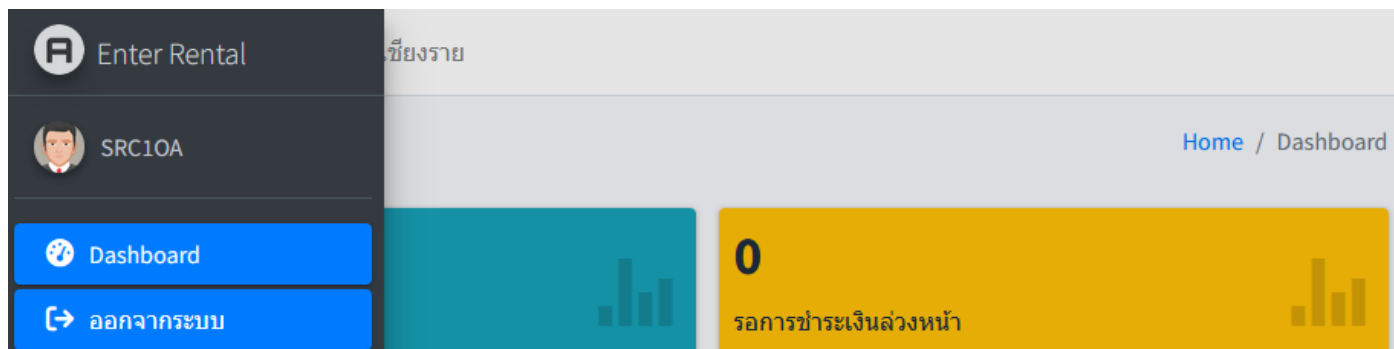 Enter Rental
เชียงราย
SRC1OA
Home / Dashboard
Dashboard
0
ออกจากระบบ
รอการชำระเงินล่วงหน้า